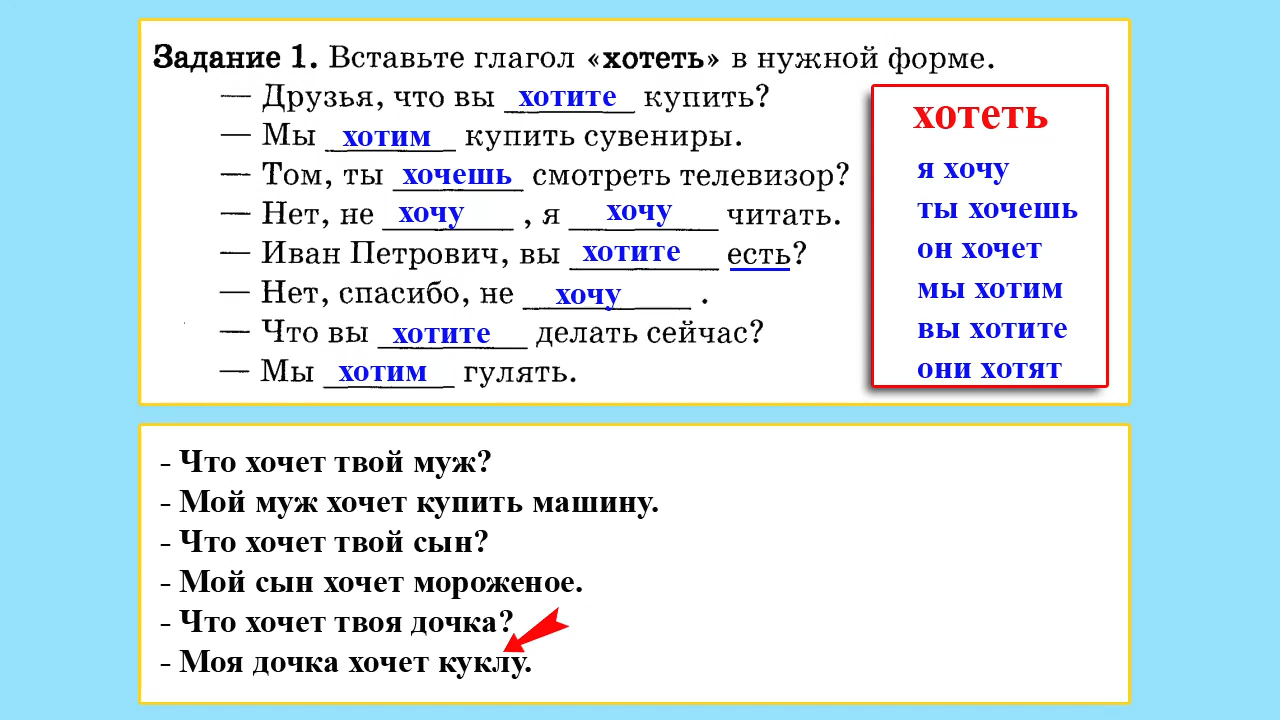 Задание 1. Вставьте глагол «хотеть» в нужной форме.
— Друзья, что вы хотите купить?
— Мы хотим купить сувениры.
— Том, ты хочешь смотреть телевизор?
— Нет, не хочу , я хочу читать.
— Иван Петрович, вы хотите есть?
— Нет, спасибо, не хочу .
— Что вы хотите делать сейчас?
— Мы хотим гулять.
хотеть
я хочу
ты хочешь
он хочет
мы хотим
вы хотите
они хотят
- Что хочет твой муж?
- Мой муж хочет купить машину.
- Что хочет твой сын?
- Мой сын хочет мороженое.
- Что хочет твоя дочка?
- Моя дочка хочет куклу.